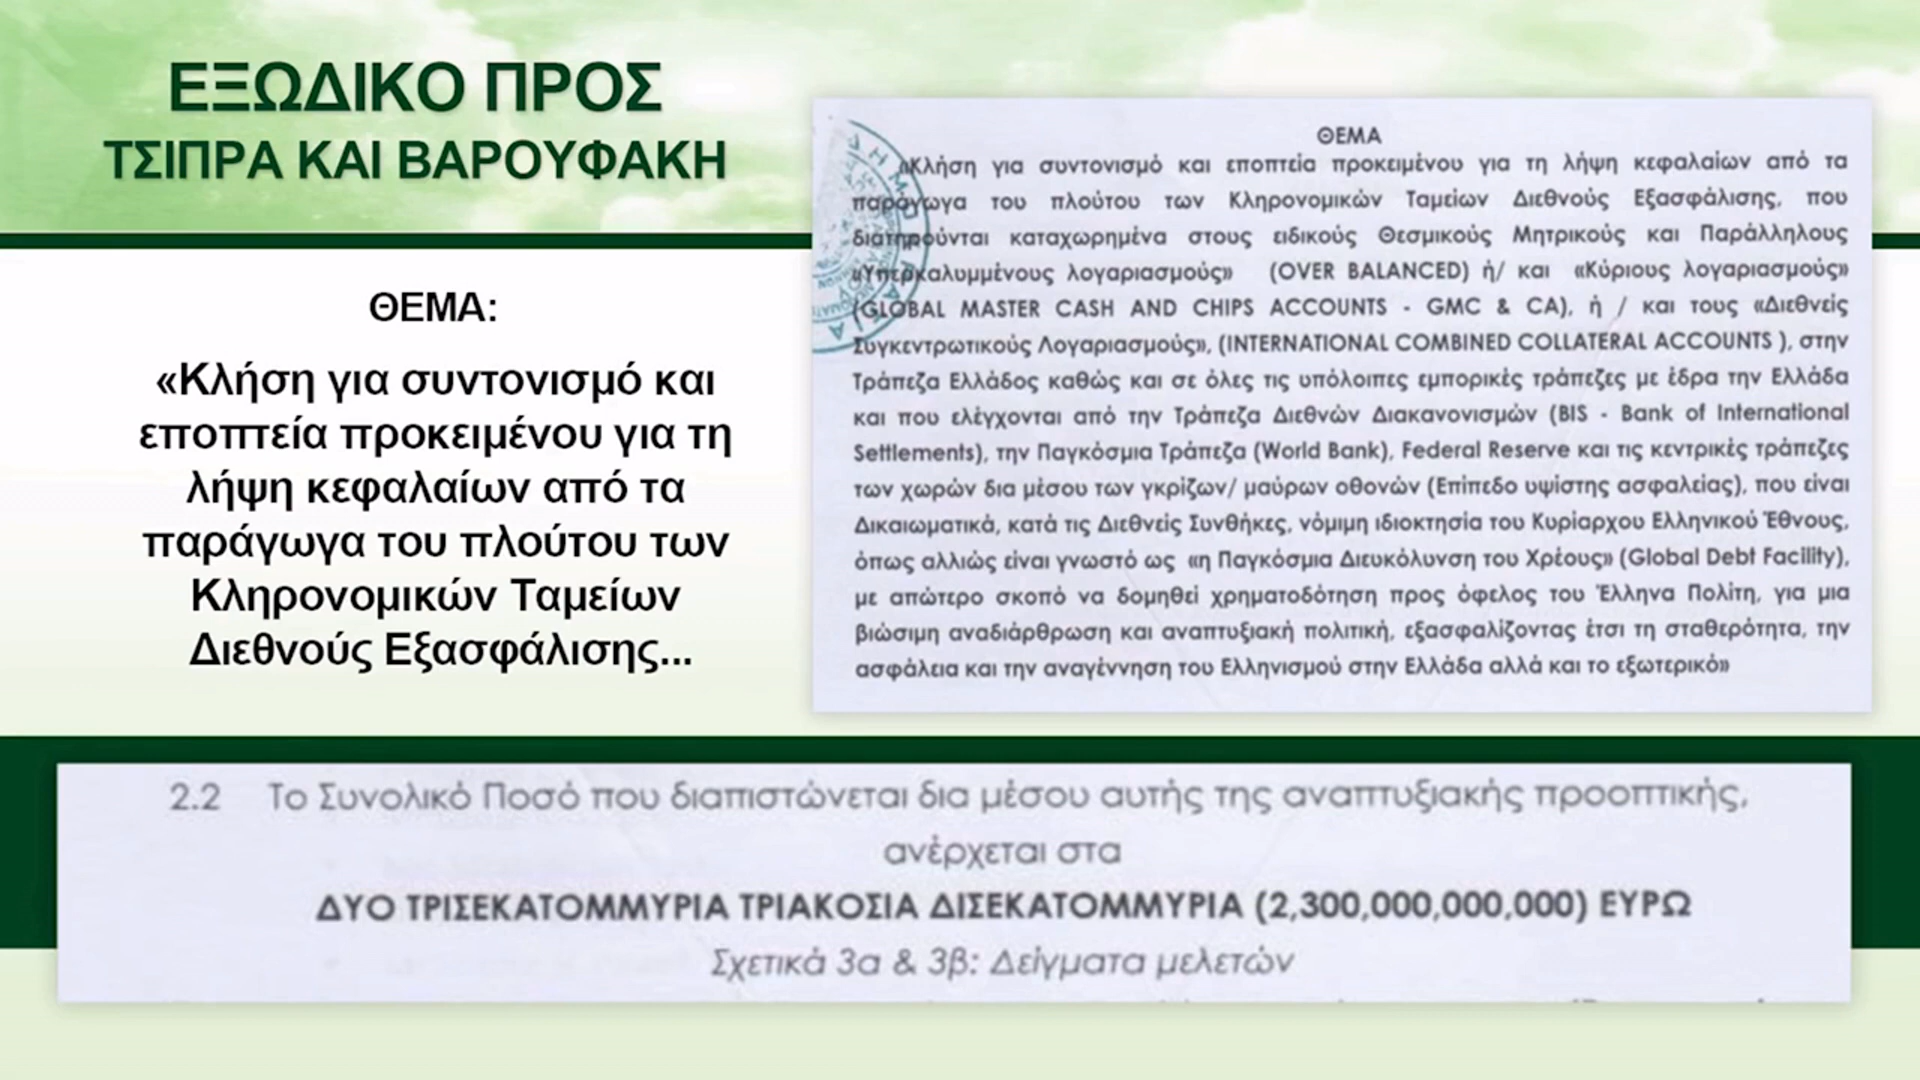 ΕΞΩΔΙΚΟ ΠΡΟΣ
ΤΣΙΠΡΑ ΚΑΙ ΒΑΡΟΥΦΑΚΗ
ΘΕΜΑ:
«Κλήση για συντονισμό και
εποπτεία προκειμένου για τη
λήψη κεφαλαίων από τα
παράγωγα του πλούτου των
Κληρονομικών Ταμείων
Διεθνούς Εξασφάλισης...
ΘΕΜΑ
«Κλήση για συντονισμό και εποπτεία προκειμένου για τη λήψη κεφαλαίων από τα
παράγωγα του πλούτου των Κληρονομικών Ταμείων Διεθνούς Εξασφάλισης, που
διατηρούνται καταχωρημένα στους ειδικούς Θεσμικούς Μητρικούς και Παράλληλους
«Υπερκαλυμμένους λογαριασμούς» (OVER BALANCED) ή/ και «Κύριους λογαριασμούς»
(GLOBAL MASTER CASH AND CHIPS ACCOUNTS - GMC & CA), ή / και τους «Διεθνείς
Συγκεντρωτικούς Λογαριασμούς», (INTERNATIONAL COMBINED COLLATERAL ACCOUNTS ), στην
Τράπεζα Ελλάδος καθώς και σε όλες τις υπόλοιπες εμπορικές τράπεζες με έδρα την Ελλάδα
και που ελέγχονται από την Τράπεζα Διεθνών Διακανονισμών (BIS - Bank of International
Settlements), την Παγκόσμια Τράπεζα (World Bank), Federal Reserve και τις κεντρικές τράπεζες
των χωρών δια μέσου των γκρίζων/ μαύρων οθονών (Επίπεδο υψίστης ασφαλείας), που είναι
Δικαιωματικά, κατά τις Διεθνείς Συνθήκες, νόμιμη ιδιοκτησία του Κυρίαρχου Ελληνικού Έθνους,
όπως αλλιώς είναι γνωστό ως «η Παγκόσμια Διευκόλυνση του Χρέους» (Global Debt Facility),
με απώτερο σκοπό να δομηθεί χρηματοδότηση προς όφελος του Έλληνα Πολίτη, για μια
βιώσιμη αναδιάρθρωση και αναπτυξιακή πολιτική, εξασφαλίζοντας έτσι τη σταθερότητα, την
ασφάλεια και την αναγέννηση του Ελληνισμού στην Ελλάδα αλλά και το εξωτερικό»
2.2 Το Συνολικό Ποσό που διαπιστώνεται δια μέσου αυτής της αναπτυξιακής προοπτικής,
ανέρχεται στα
ΔΥΟ ΤΡΙΣΕΚΑΤΟΜΜΥΡΙΑ ΤΡΙΑΚΟΣΙΑ ΔΙΣΕΚΑΤΟΜΜΥΡΙΑ (2,300,000,000,000) ΕΥΡΩ
Σχετικά 3α & 3β: Δείγματα μελετών